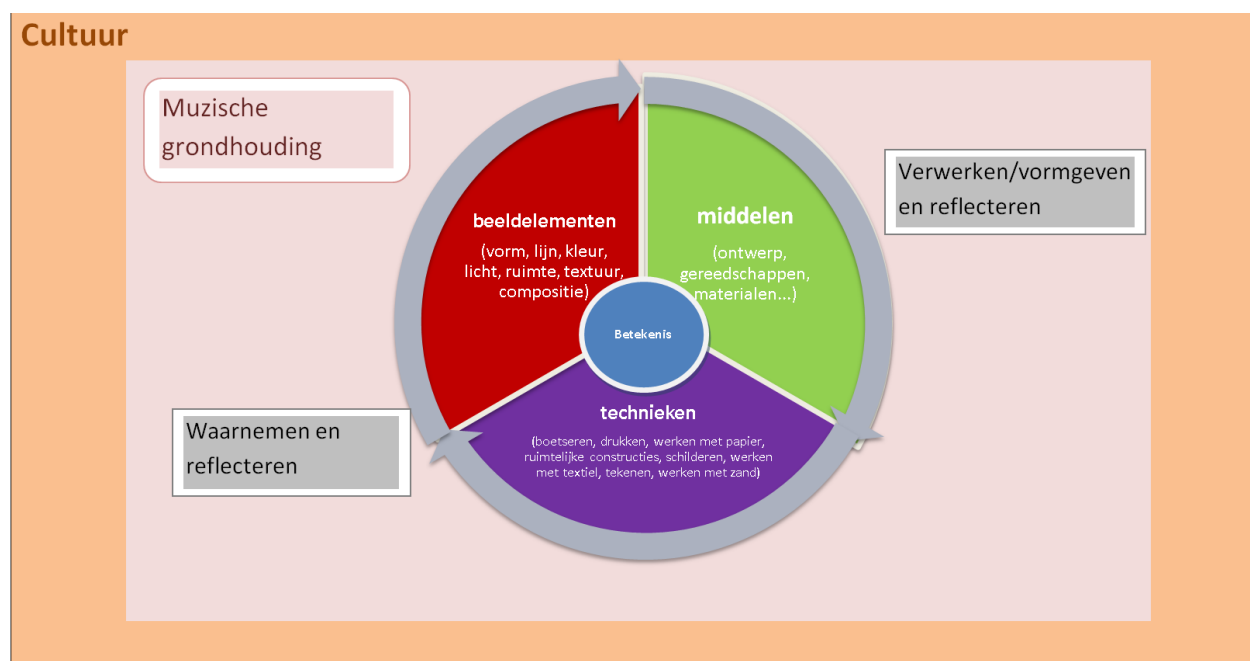 Cultuur
Muzische
grondhouding
beeldelementen
(vorm, lijn, kleur,
licht, ruimte, textuur,
compositie)
middelen
(ontwerp,
gereedschappen,
materialen...)
Verwerken/vormgeven
en reflecteren
Betekenis
Waarnemen en
reflecteren
technieken
(boetseren, drukken, werken met papier,
ruimtelijke constructies, schilderen, werken
met textiel, tekenen, werken met zand)